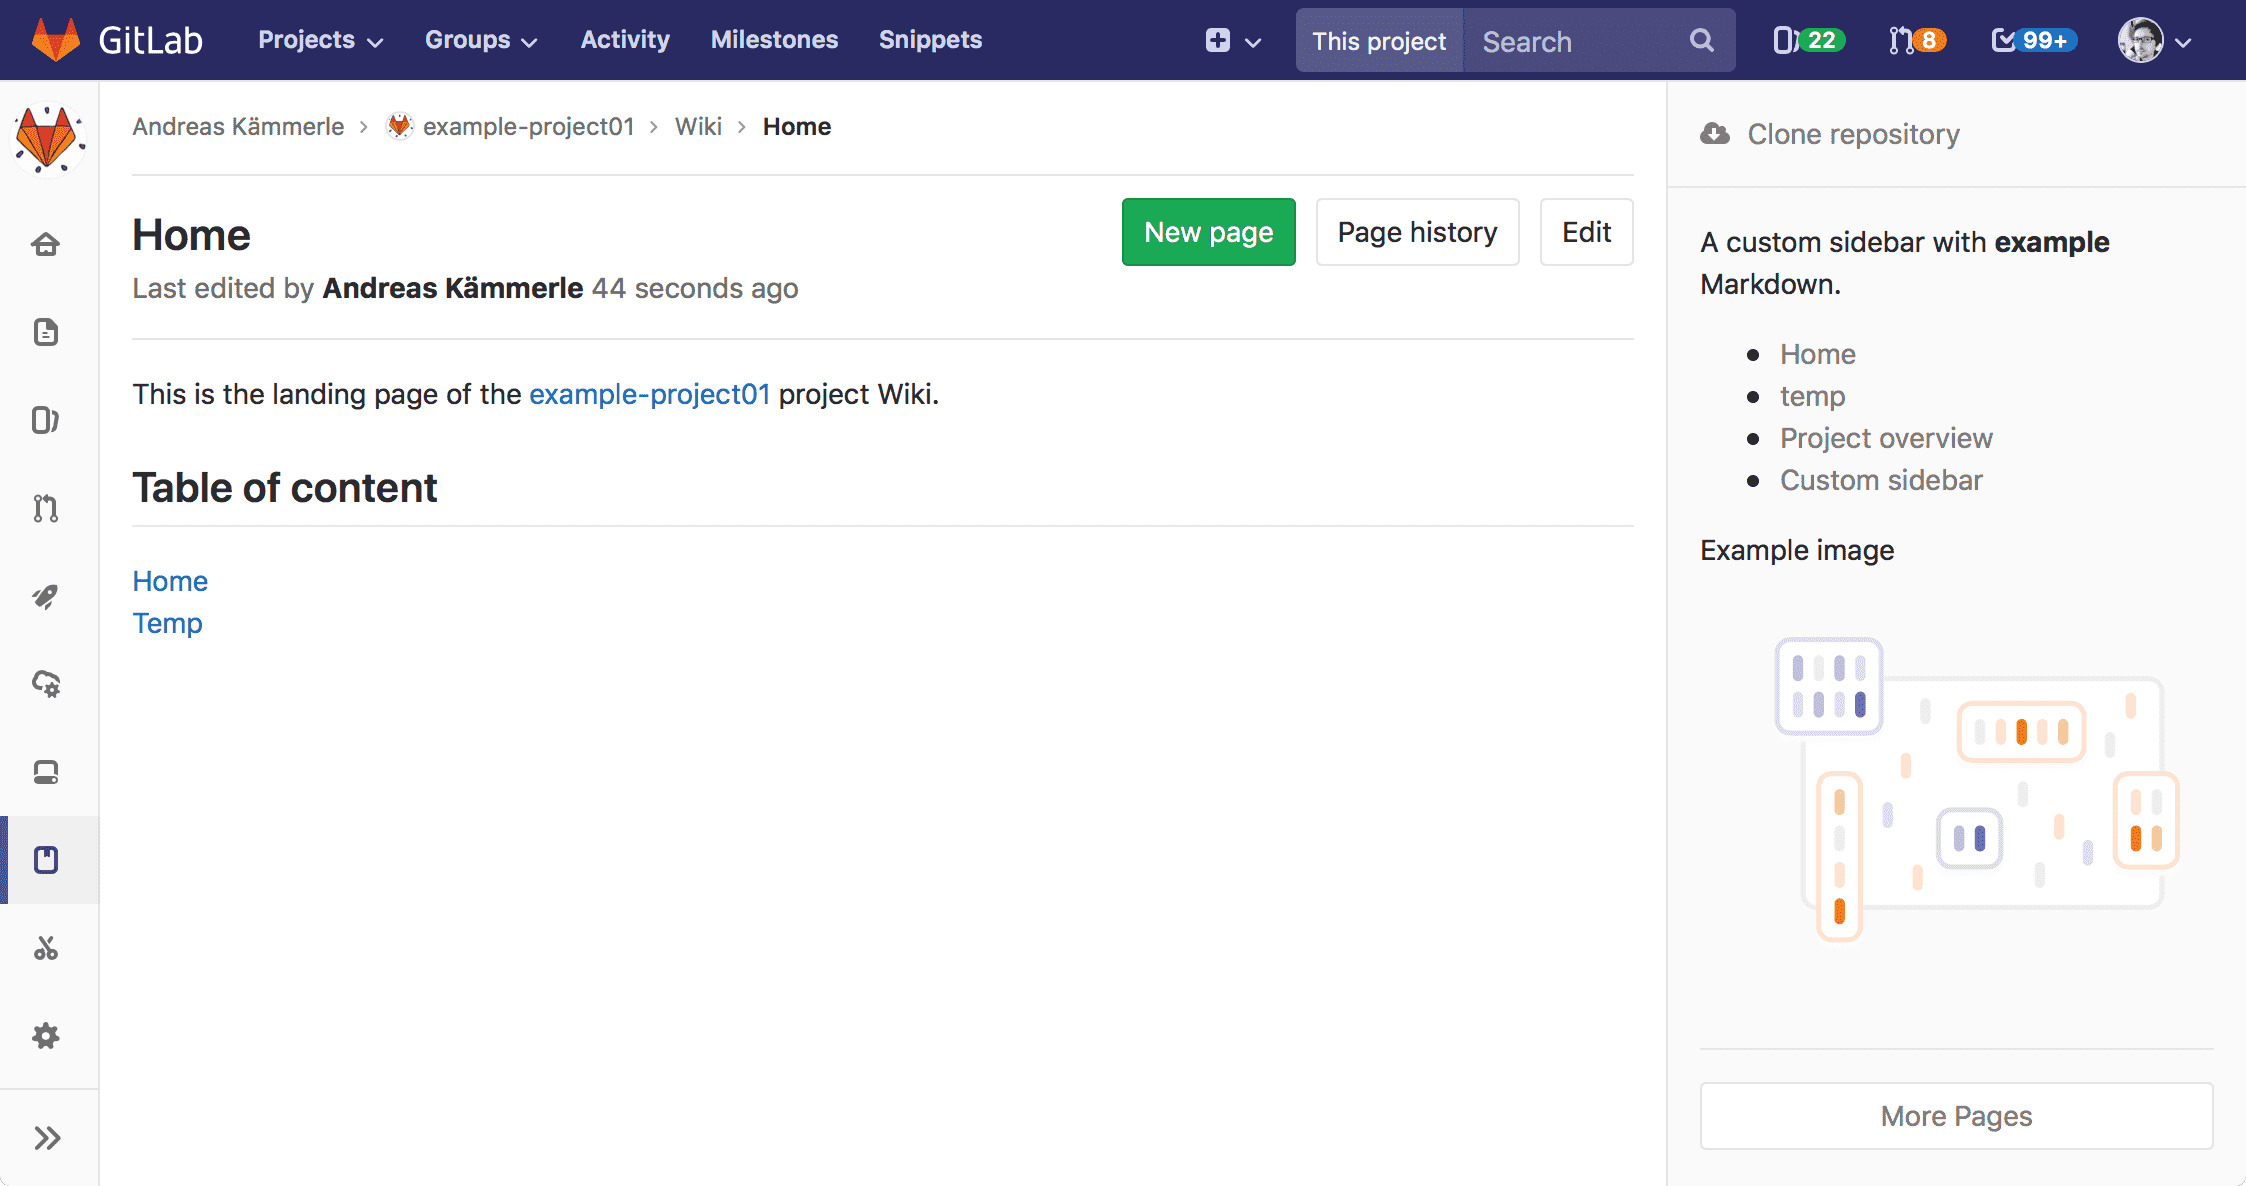 GitLab Projects Groups Activity Milestones Snippets This project Search 22 8 99+
Andreas Kämmerle › example-project01 › Wiki › Home
Home
New page Page history Edit
Last edited by Andreas Kämmerle 44 seconds ago
This is the landing page of the example-project01 project Wiki.
Table of content
Home
Temp
Clone repository
A custom sidebar with example
Markdown.
Home
temp
Project overview
Custom sidebar
Example image
More Pages